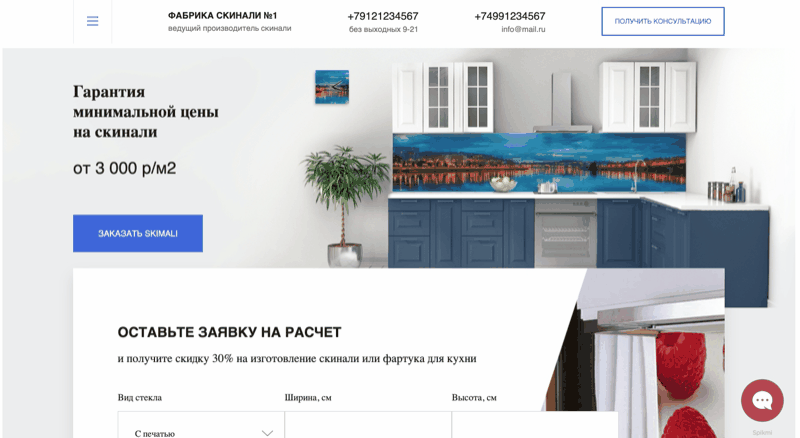 ФАБРИКА СКИНАЛИ №1
ведущий производитель скинали
+79121234567
без выходных 9-21
+74991234567
info@mail.ru
ПОЛУЧИТЬ КОНСУЛЬТАЦИЮ
Гарантия
минимальной цены
на скинали
от 3 000 р/м2
ЗАКАЗАТЬ SKIMALI
ОСТАВЬТЕ ЗАЯВКУ НА РАСЧЕТ
и получите скидку 30% на изготовление скинали или фартука для кухни
Вид стекла
Ширина, см
Высота, см
С печатью